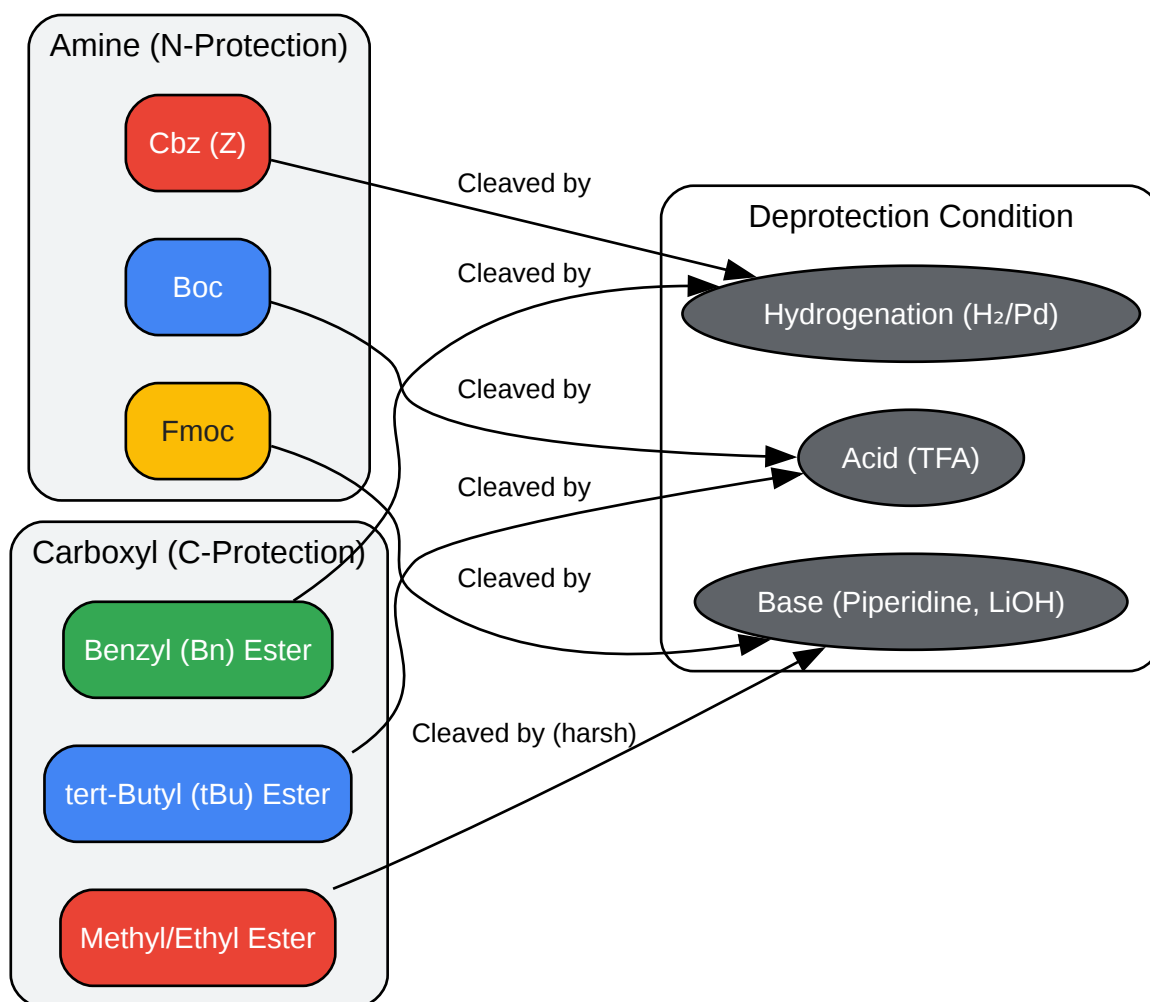 Amine (N-Protection)
Cbz (Z)
Boc
Fmoc
Carboxyl (C-Protection)
Benzyl (Bn) Ester
tert-Butyl (tBu) Ester
Methyl/Ethyl Ester
Cleaved by
Cleaved by
Cleaved by
Cleaved by
Cleaved by
Cleaved by (harsh)
Deprotection Condition
Hydrogenation (H₂/Pd)
Acid (TFA)
Base (Piperidine, LiOH)